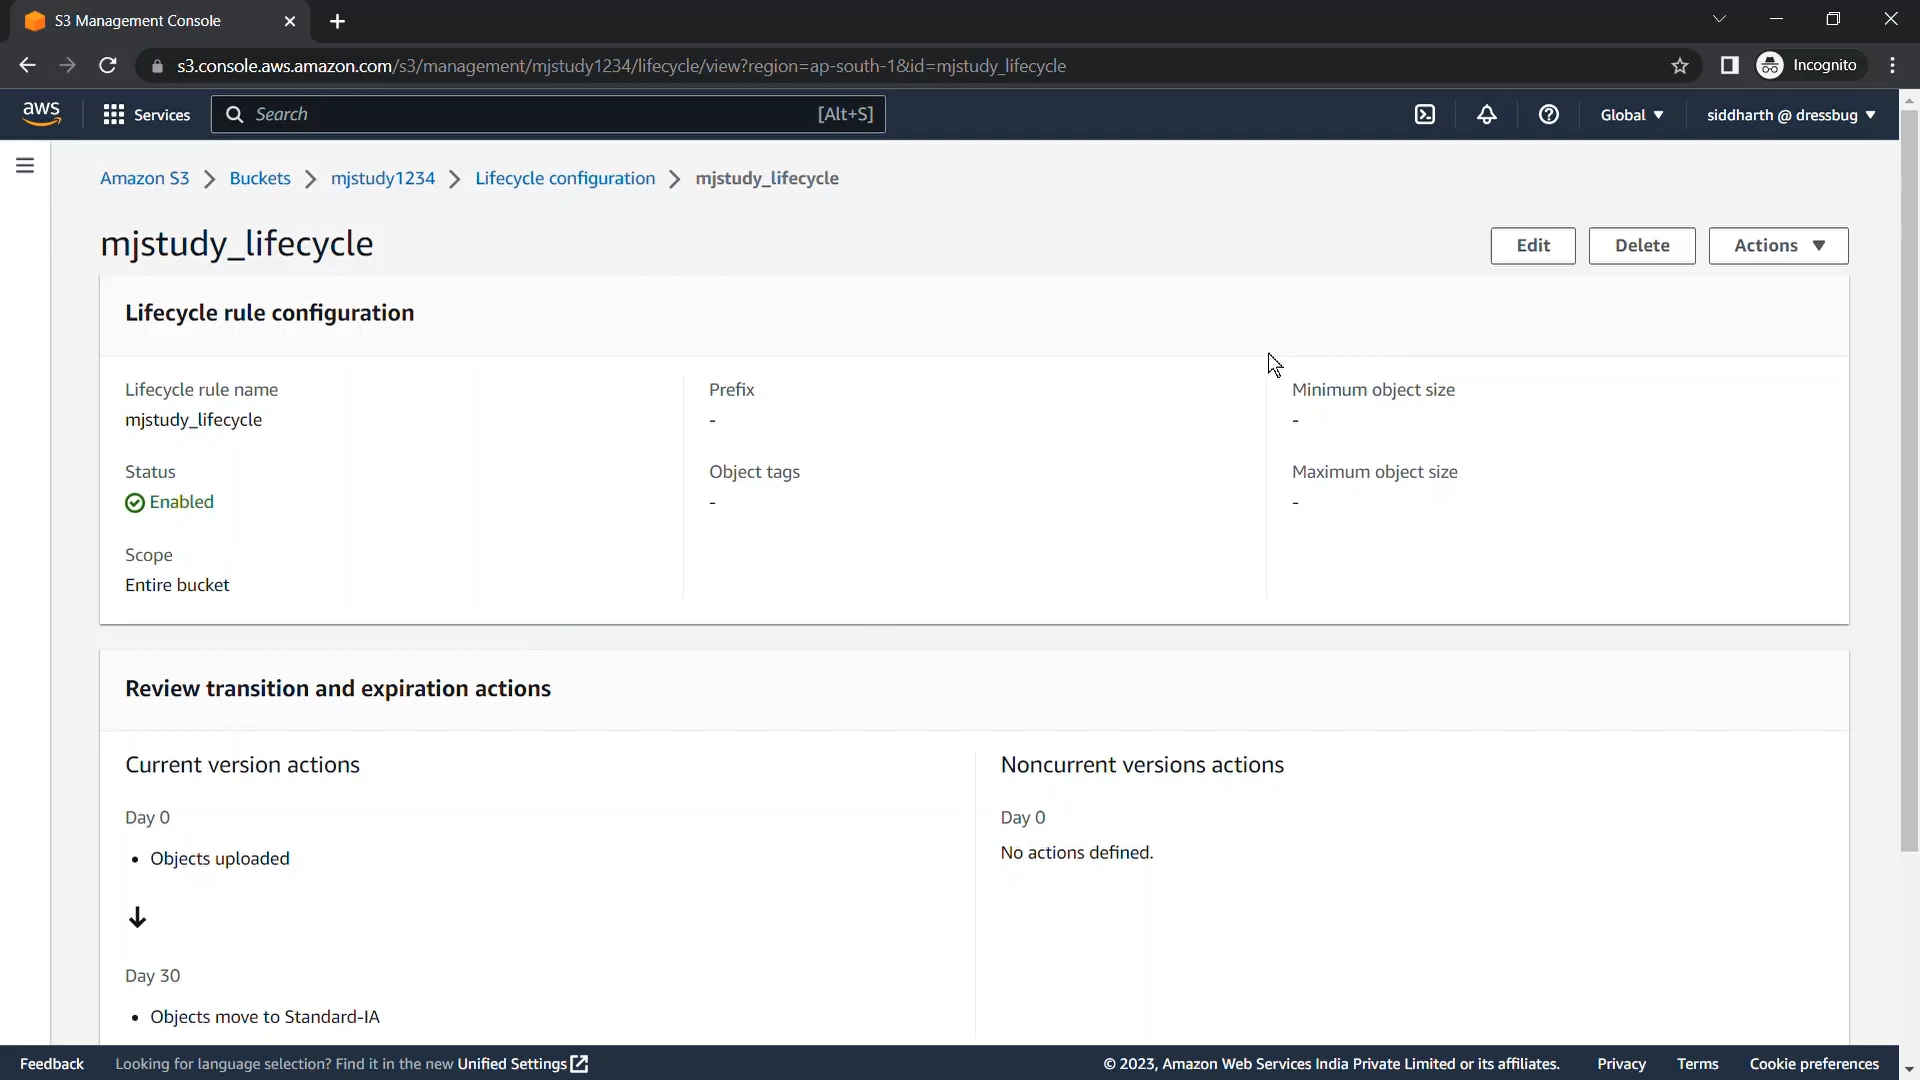 S3 Management Console
s3.console.aws.amazon.com/s3/management/mjstudy1234/lifecycle/view?region=ap-south-1&id=mjstudy_lifecycle
Incognito
aws
Services
Search
[Alt+S]
Global
siddharth @ dressbug
Amazon S3
Buckets
mjstudy1234
Lifecycle configuration
mjstudy_lifecycle
mjstudy_lifecycle
Edit
Delete
Actions
Lifecycle rule configuration
Lifecycle rule name
mjstudy_lifecycle
Status
Enabled
Scope
Entire bucket
Prefix
-
Object tags
-
Minimum object size
-
Maximum object size
-
Review transition and expiration actions
Current version actions
Day 0
• Objects uploaded
Day 30
• Objects move to Standard-IA
Noncurrent versions actions
Day 0
No actions defined.
Feedback
Looking for language selection? Find it in the new Unified Settings
© 2023, Amazon Web Services India Private Limited or its affiliates.
Privacy
Terms
Cookie preferences